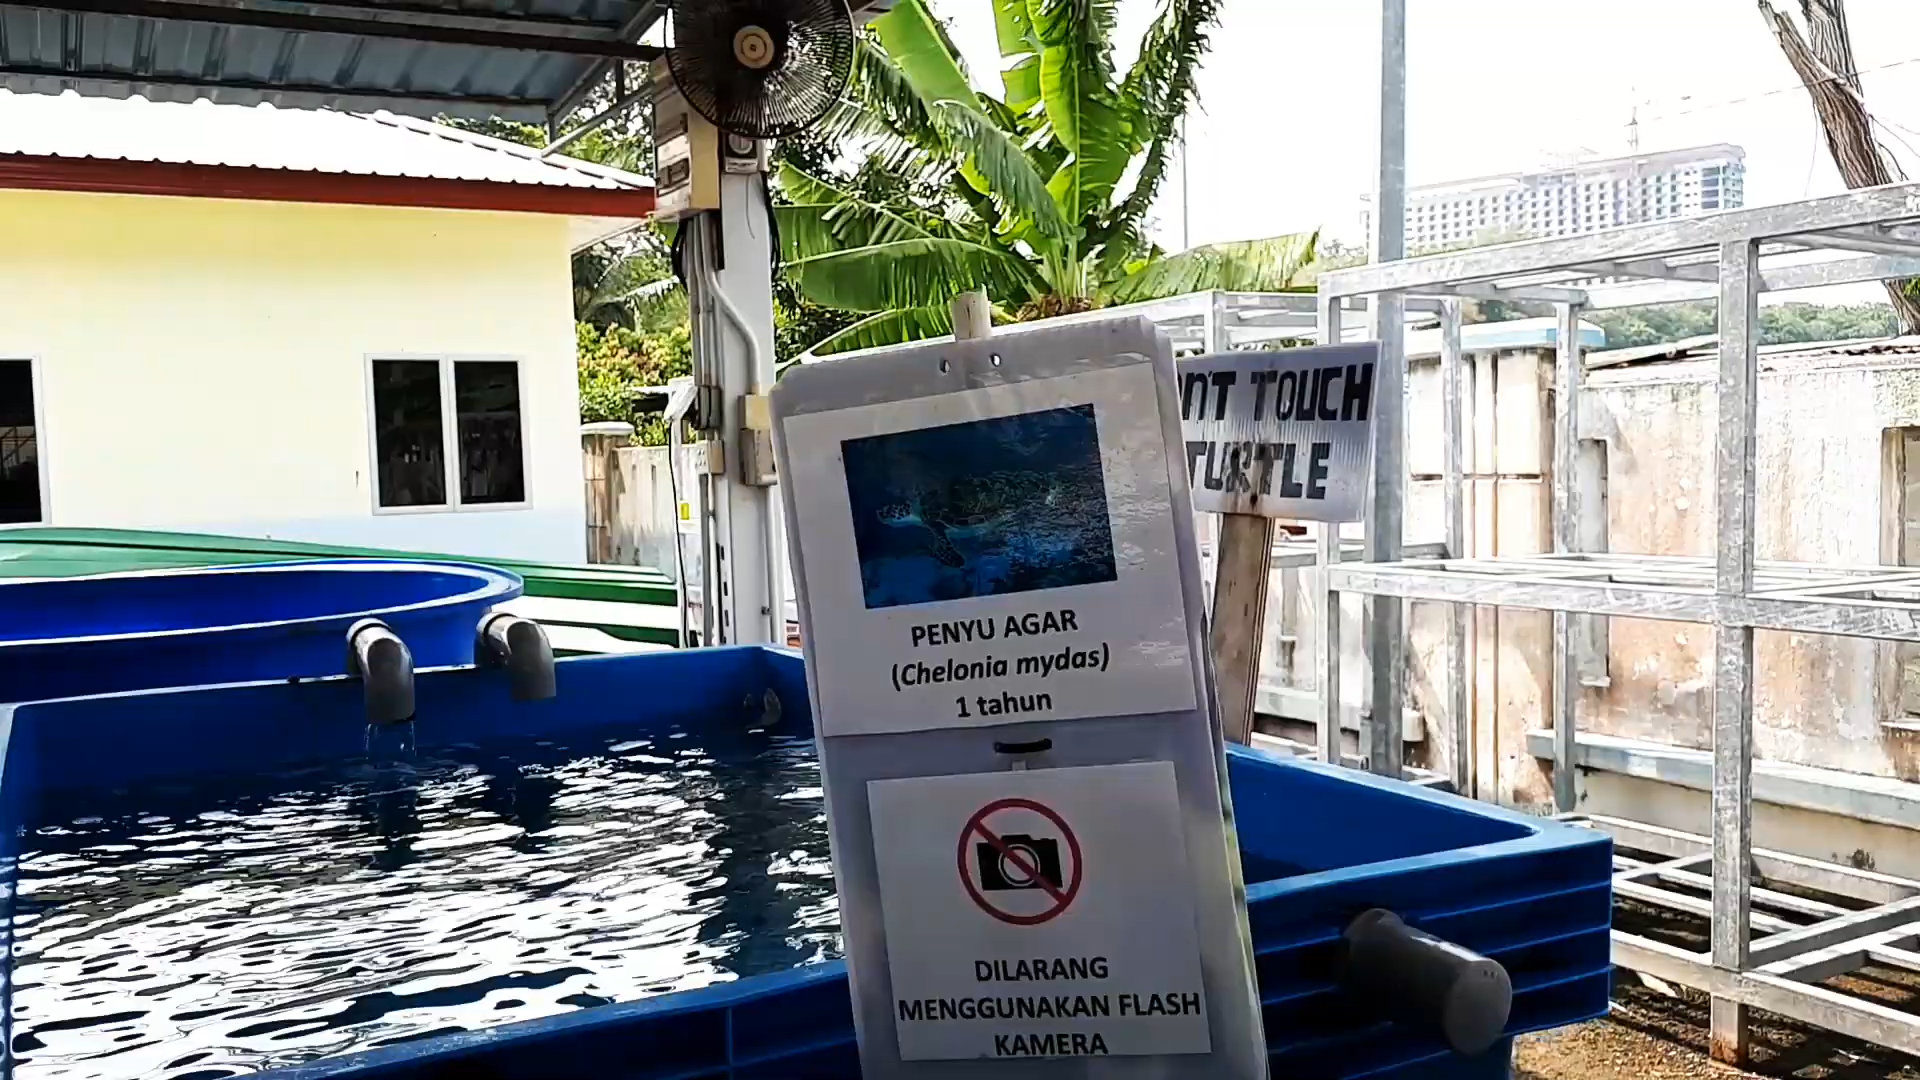 PENYU AGAR
(Chelonia mydas)
1 tahun
DILARANG
MENGGUNAKAN FLASH
KAMERA
TOUCH
TURTLE